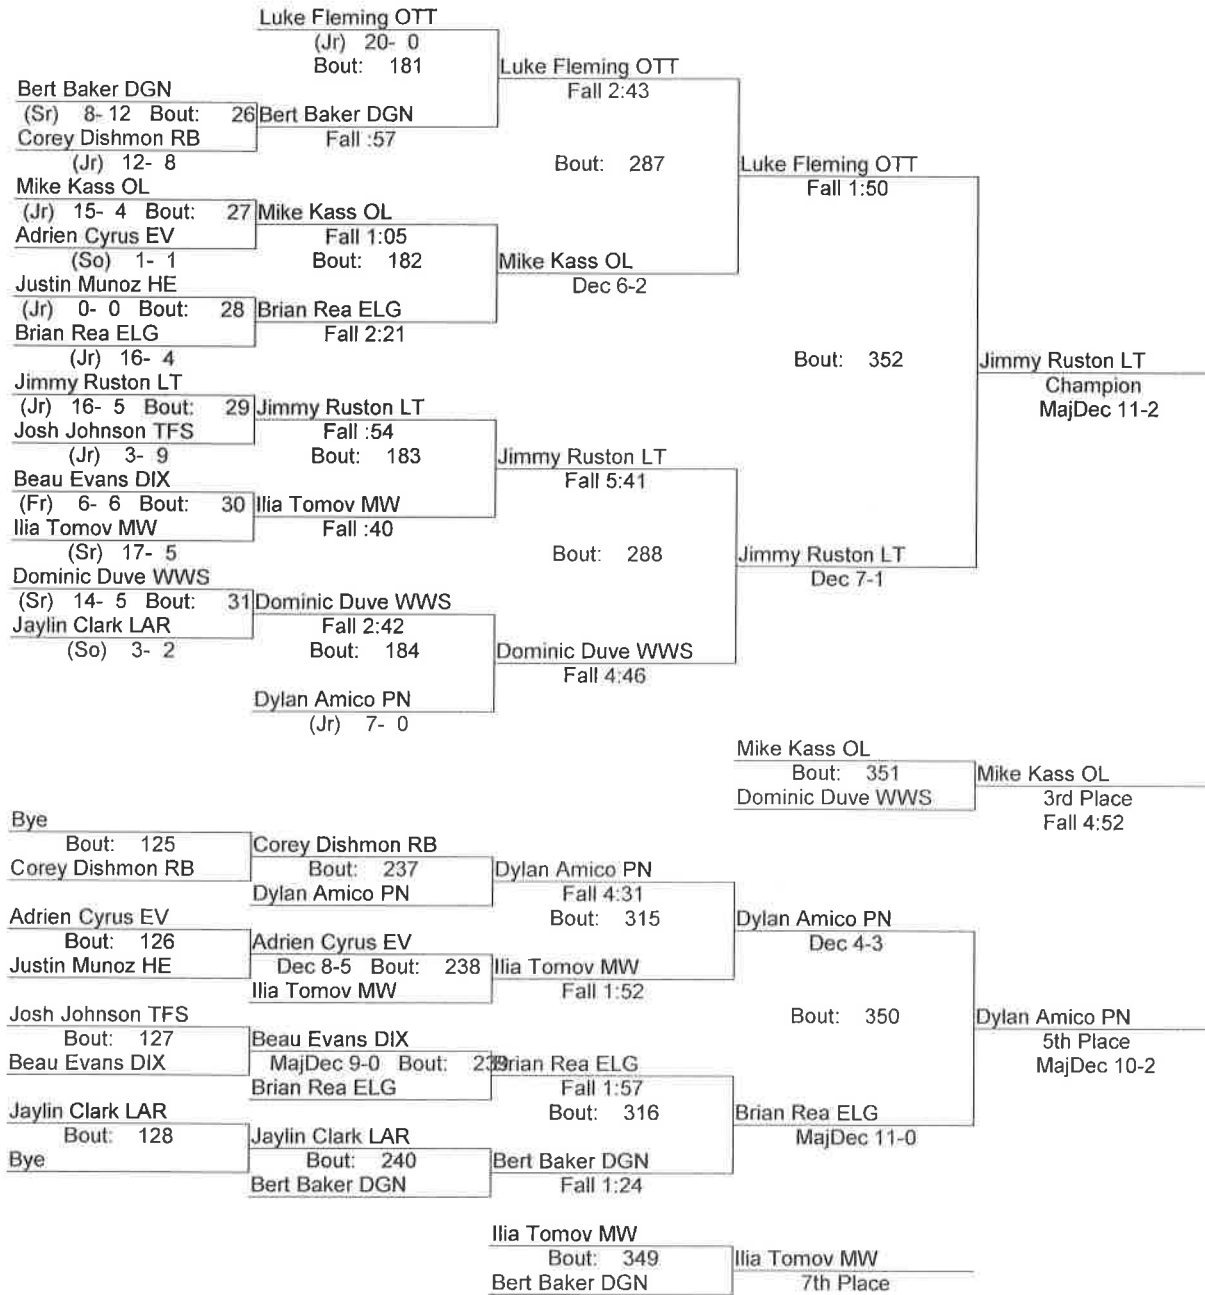 Luke Fleming OTT
(Jr) 20- 0
Bout: 181
Luke Fleming OTT
Fall 2:43
Bert Baker DGN
(Sr) 8- 12 Bout: 26
Bert Baker DGN
Corey Dishmon RB
Fall :57
(Jr) 12- 8
Bout: 287
Luke Fleming OTT
Fall 1:50
Mike Kass OL
(Jr) 15- 4 Bout: 27
Mike Kass OL
Adrien Cyrus EV
Fall 1:05
(So) 1- 1
Bout: 182
Mike Kass OL
Dec 6-2
Justin Munoz HE
(Jr) 0- 0 Bout: 28
Brian Rea ELG
Brian Rea ELG
Fall 2:21
(Jr) 16- 4
Bout: 352
Jimmy Ruston LT
Champion
MajDec 11-2
Jimmy Ruston LT
(Jr) 16- 5 Bout: 29
Jimmy Ruston LT
Josh Johnson TFS
Fall :54
(Jr) 3- 9
Bout: 183
Jimmy Ruston LT
Fall 5:41
Beau Evans DIX
(Fr) 6- 6 Bout: 30
Ilia Tomov MW
Ilia Tomov MW
Fall :40
(Sr) 17- 5
Bout: 288
Jimmy Ruston LT
Dec 7-1
Dominic Duve WWS
(Sr) 14- 5 Bout: 31
Dominic Duve WWS
Jaylin Clark LAR
Fall 2:42
(So) 3- 2
Bout: 184
Dominic Duve WWS
Fall 4:46
Dylan Amico PN
(Jr) 7- 0
Mike Kass OL
Bout: 351
Mike Kass OL
Dominic Duve WWS
3rd Place
Fall 4:52
Bye
Bout: 125
Corey Dishmon RB
Corey Dishmon RB
Bout: 237
Dylan Amico PN
Dylan Amico PN
Fall 4:31
Bout: 315
Dylan Amico PN
Dec 4-3
Adrien Cyrus EV
Bout: 126
Justin Munoz HE
Adrien Cyrus EV
Dec 8-5 Bout: 238
Ilia Tomov MW
Ilia Tomov MW
Fall 1:52
Bout: 350
Dylan Amico PN
5th Place
MajDec 10-2
Josh Johnson TFS
Bout: 127
Beau Evans DIX
Beau Evans DIX
MajDec 9-0 Bout: 239
Brian Rea ELG
Brian Rea ELG
Fall 1:57
Bout: 316
Brian Rea ELG
MajDec 11-0
Jaylin Clark LAR
Bout: 128
Bye
Jaylin Clark LAR
Bout: 240
Bert Baker DGN
Bert Baker DGN
Fall 1:24
Ilia Tomov MW
Bout: 349
Bert Baker DGN
Ilia Tomov MW
7th Place